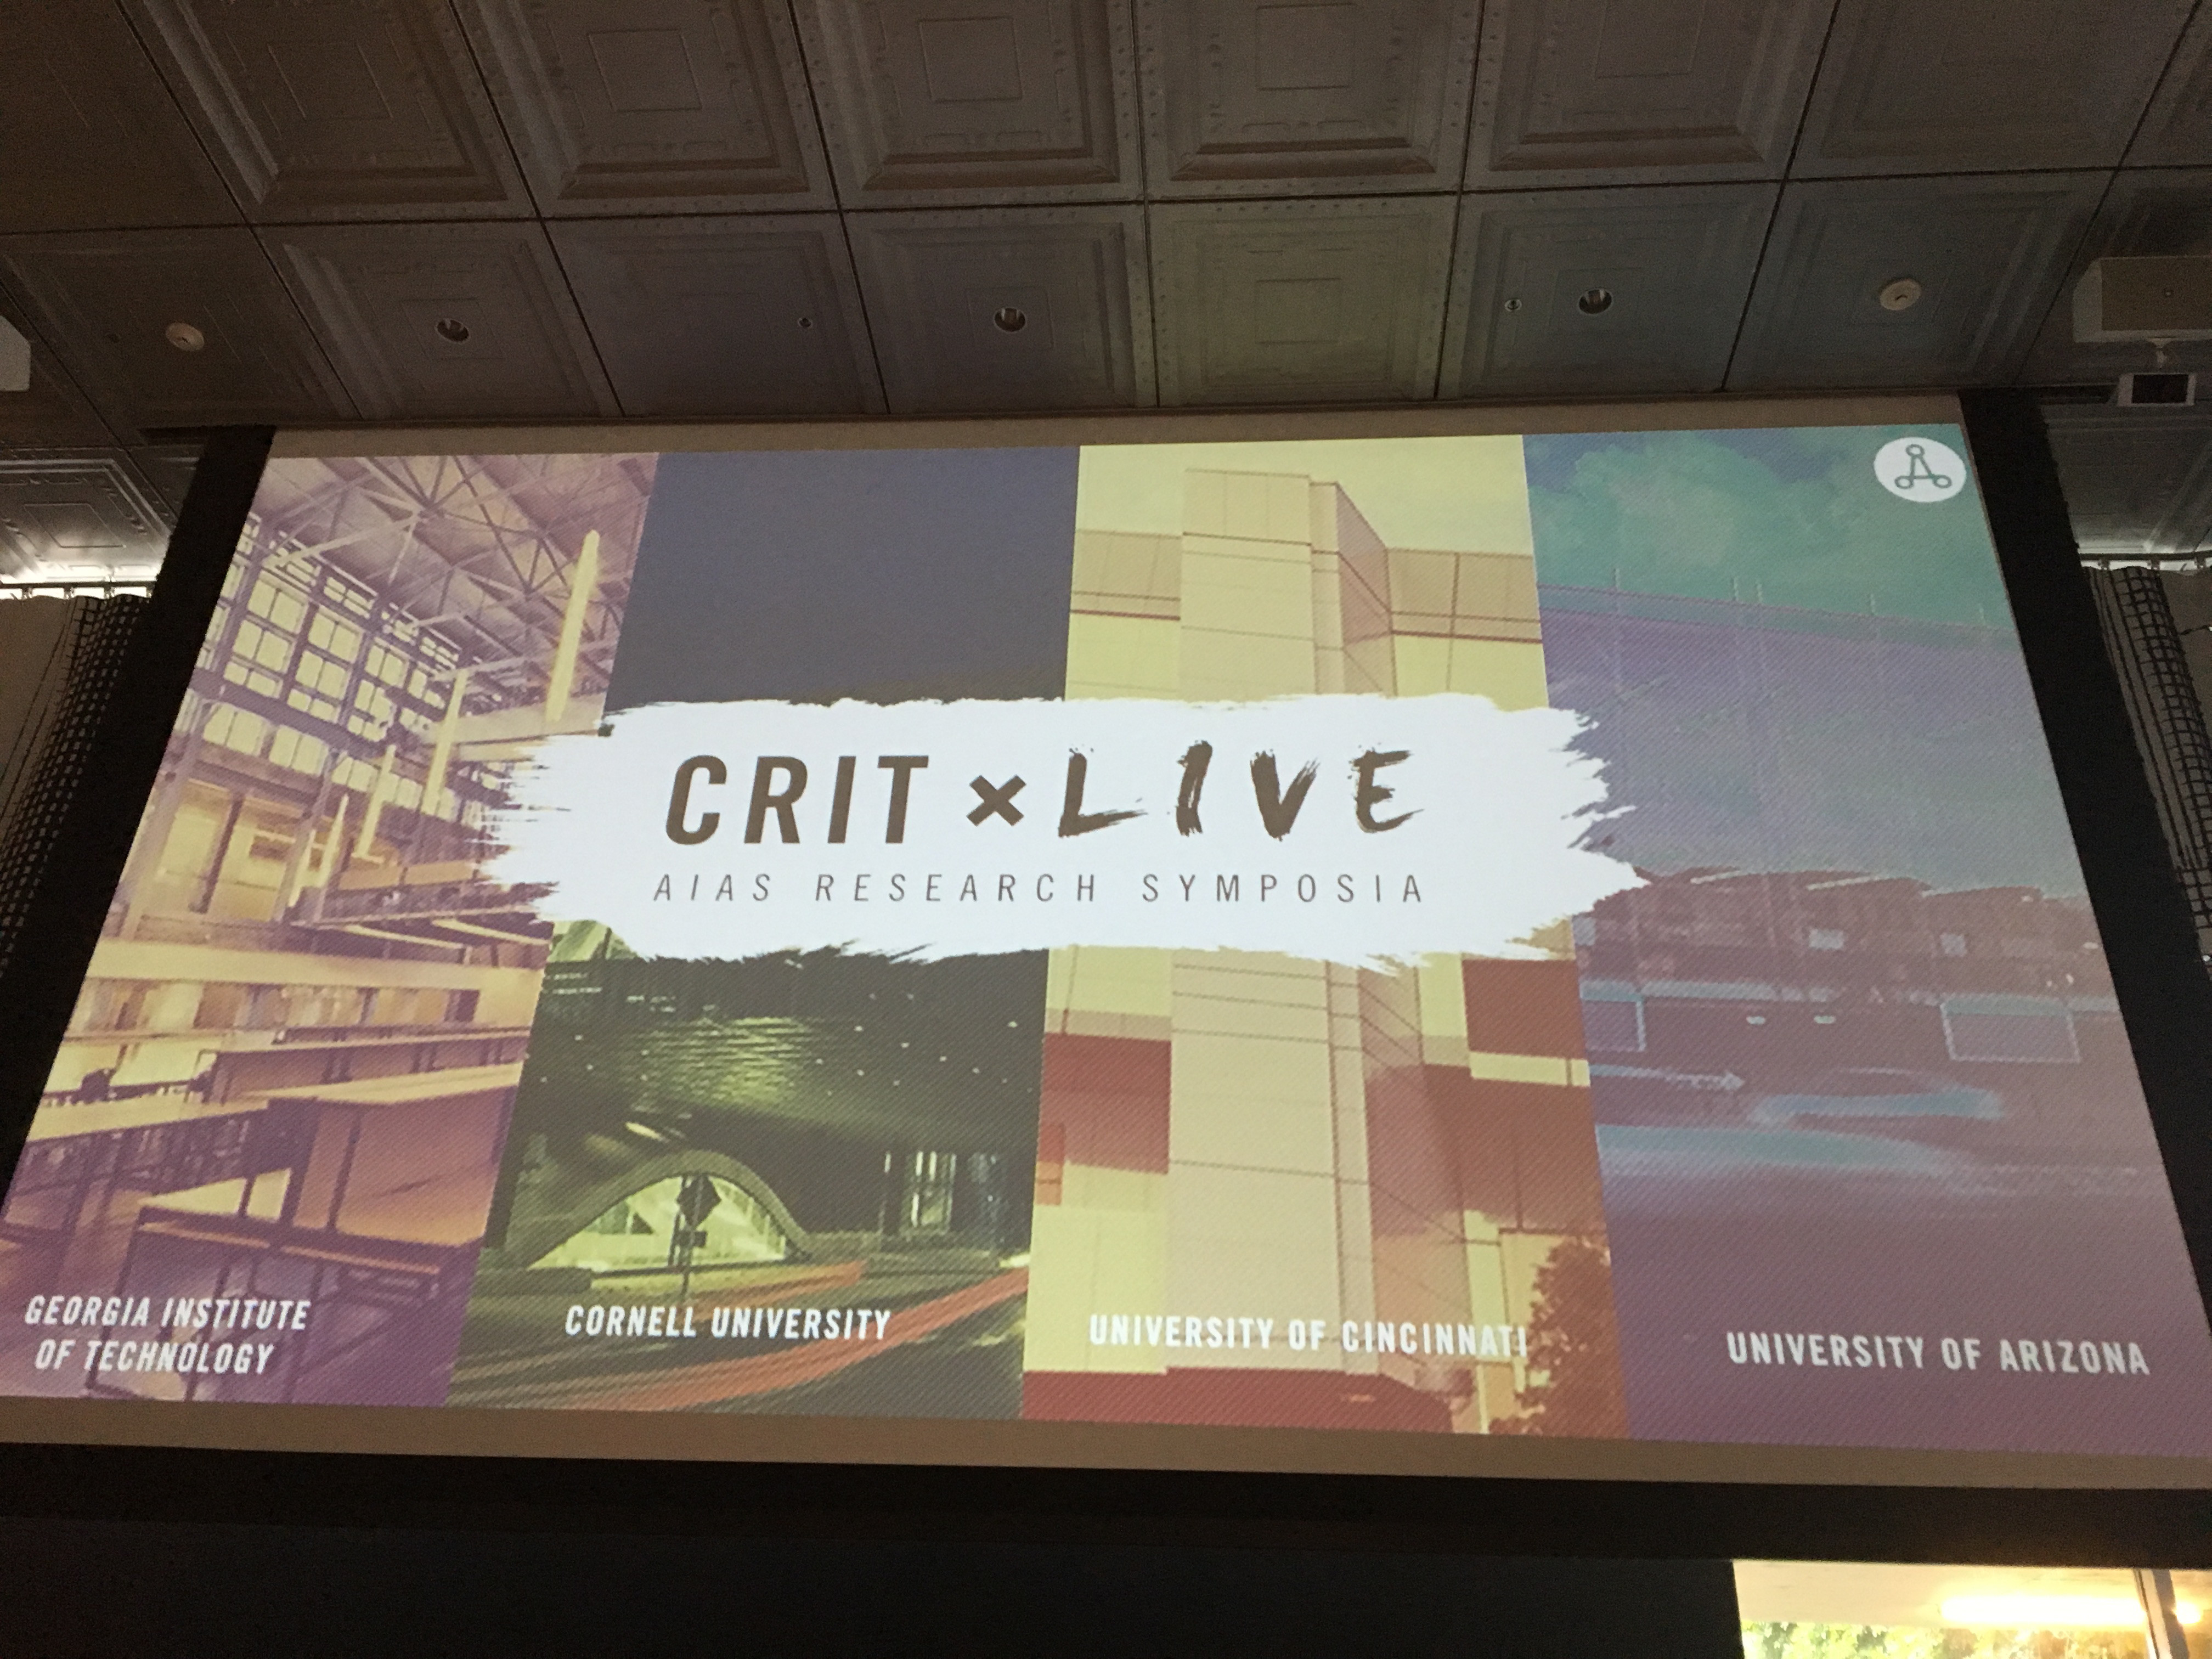 CRIT × LIVE
AIAS RESEARCH SYMPOSIA
GEORGIA INSTITUTE
OF TECHNOLOGY
CORNELL UNIVERSITY
UNIVERSITY OF CINCINNATI
UNIVERSITY OF ARIZONA